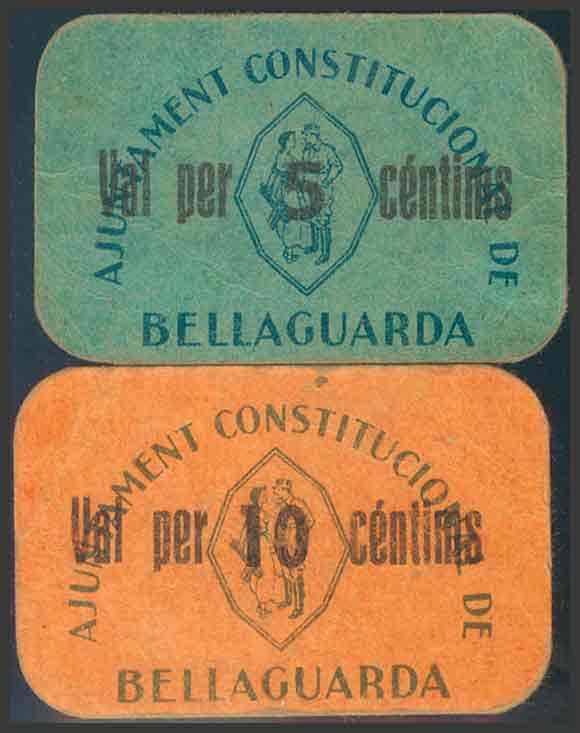 AJUNTAMENT CONSTITUCIONAL DE
Val per 5 céntims
BELLAGUARDA
AJUNTAMENT CONSTITUCIONAL DE
Val per 10 céntims
BELLAGUARDA